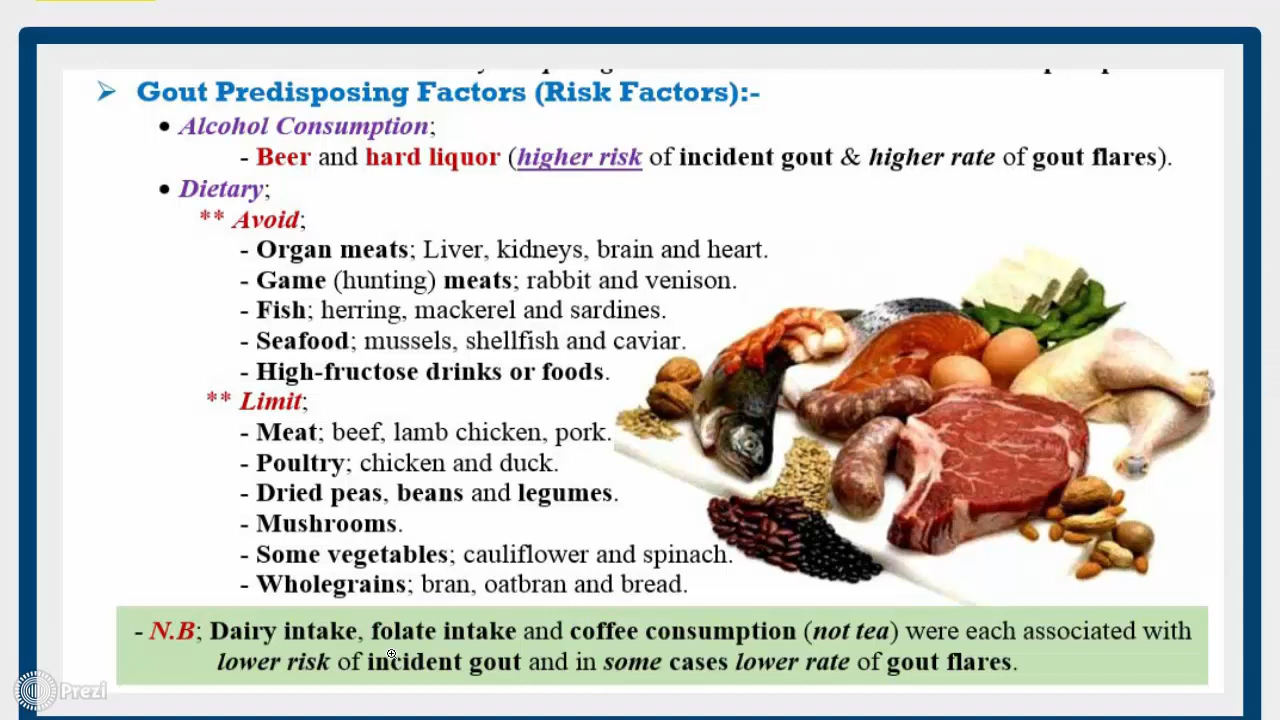 ➢ Gout Predisposing Factors (Risk Factors):-
• Alcohol Consumption;
- Beer and hard liquor (higher risk of incident gout & higher rate of gout flares).
• Dietary;
** Avoid;
- Organ meats; Liver, kidneys, brain and heart.
- Game (hunting) meats; rabbit and venison.
- Fish; herring, mackerel and sardines.
- Seafood; mussels, shellfish and caviar.
- High-fructose drinks or foods.
** Limit;
- Meat; beef, lamb chicken, pork.
- Poultry; chicken and duck.
- Dried peas, beans and legumes.
- Mushrooms.
- Some vegetables; cauliflower and spinach.
- Wholegrains; bran, oatbran and bread.
- N.B; Dairy intake, folate intake and coffee consumption (not tea) were each associated with
lower risk of incident gout and in some cases lower rate of gout flares.
Prezi